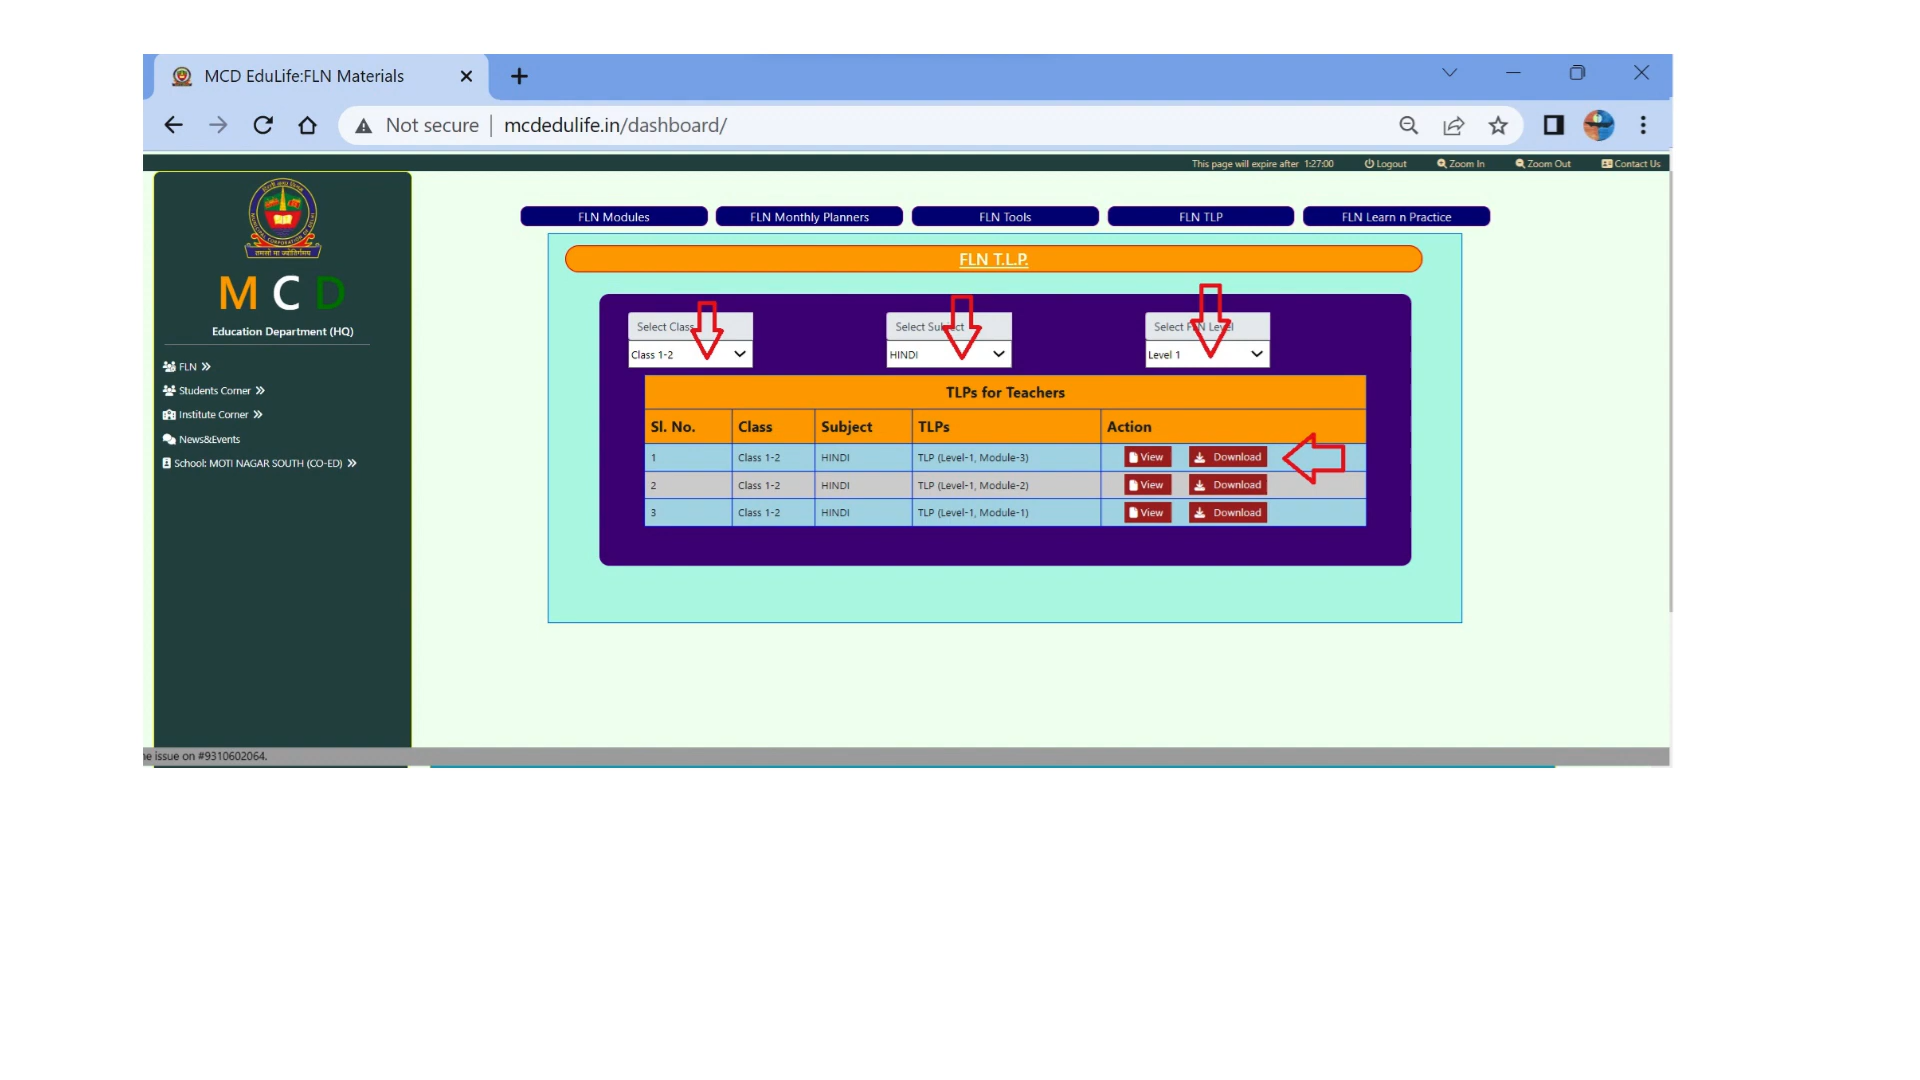 MCD EduLife:FLN Materials
Not secure | mcdedulife.in/dashboard/
This page will expire after 1:27:00 Logout Zoom In Zoom Out Contact Us
M C D
Education Department (HQ)
FLN
Students Corner
Institute Corner
News&Events
School: MOTI NAGAR SOUTH (CO-ED)
FLN Modules FLN Monthly Planners FLN Tools FLN TLP FLN Learn n Practice
FLN T.L.P.
Select Class Select Subject Select FLN Level
Class 1-2 HINDI Level 1
TLPs for Teachers
Sl. No. Class Subject TLPs Action
1 Class 1-2 HINDI TLP (Level-1, Module-3) View Download
2 Class 1-2 HINDI TLP (Level-1, Module-2) View Download
3 Class 1-2 HINDI TLP (Level-1, Module-1) View Download
issue on #9310602064.